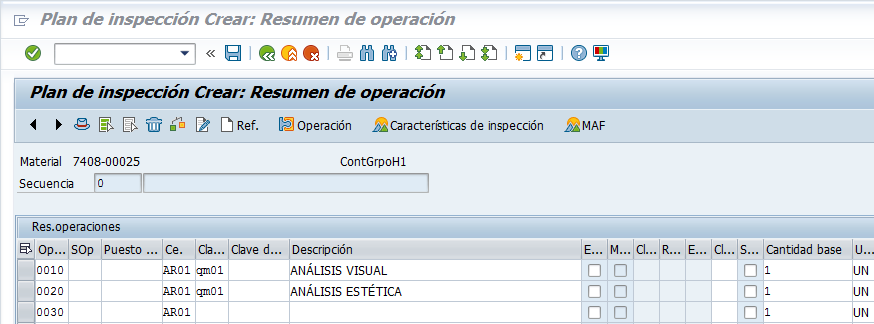 Plan de inspección Crear: Resumen de operación
Plan de inspección Crear: Resumen de operación
Ref. Operación Características de inspección MAF
Material 7408-00025 ContGrpoH1
Secuencia 0
Res.operaciones
Op... SOp Puesto ... Ce. Cla... Clave d... Descripción E... M... Cl... R... E... Cl... S... Cantidad base U...
0010 AR01 qm01 ANÁLISIS VISUAL 1 UN
0020 AR01 qm01 ANÁLISIS ESTÉTICA 1 UN
0030 AR01 1 UN